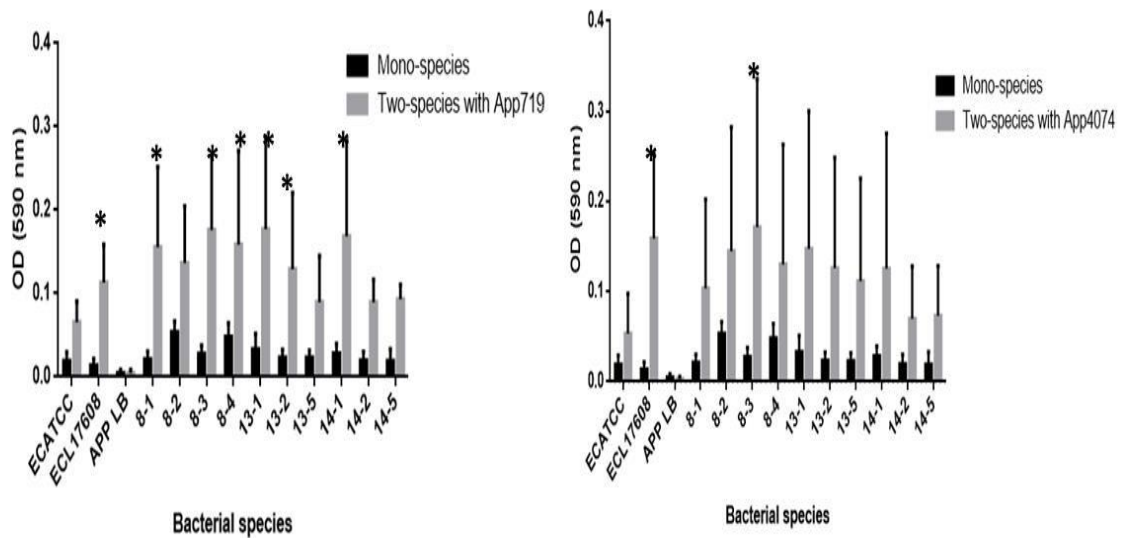 0.4
0.3
0.2
0.1
0.0
OD (590 nm)
Mono-species
Two-species with App719
* * * * * * *
ECATCC ECL17608 APP LB 8-1 8-2 8-3 8-4 13-1 13-2 13-5 14-1 14-2 14-5
Bacterial species
0.4
0.3
0.2
0.1
0.0
OD (590 nm)
Mono-species
Two-species with App4074
* *
ECATCC ECL17608 APP LB 8-1 8-2 8-3 8-4 13-1 13-2 13-5 14-1 14-2 14-5
Bacterial species